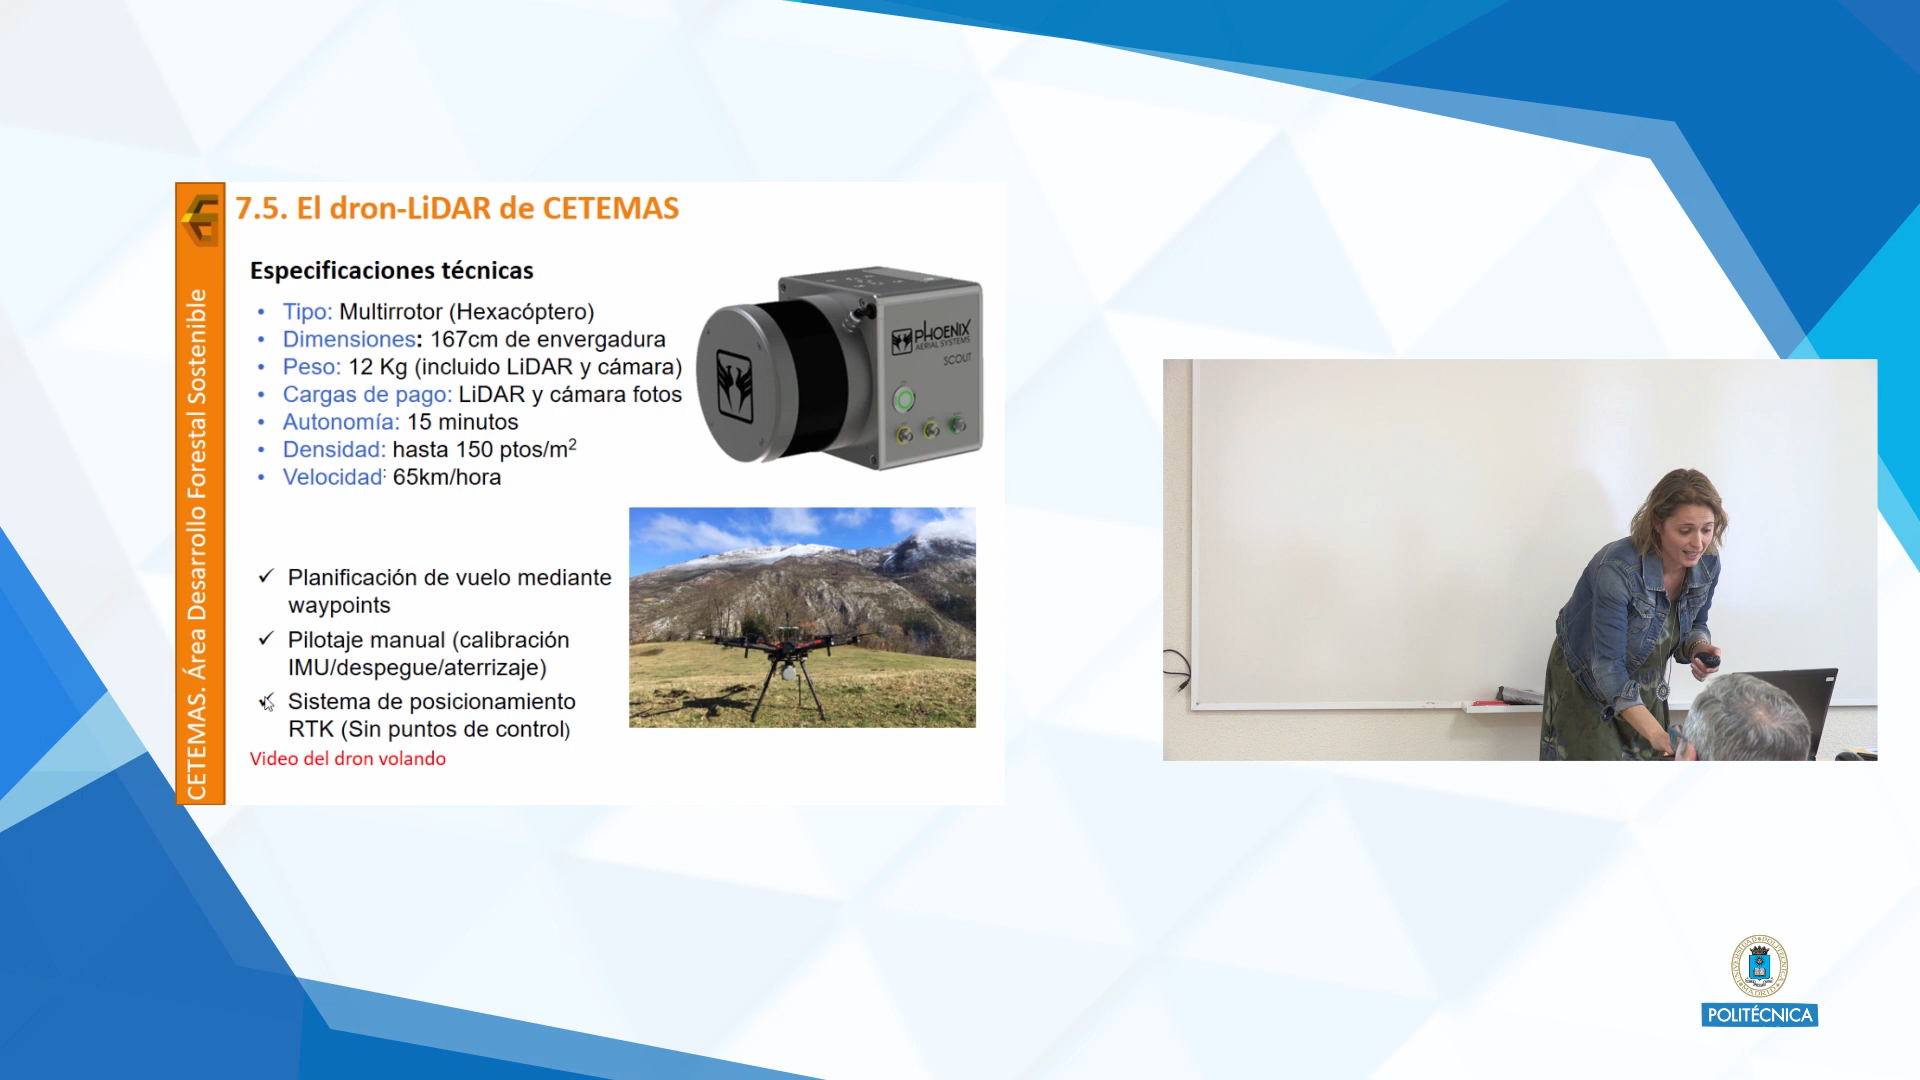 7.5. El dron-LiDAR de CETEMAS
CETEMAS. Área Desarrollo Forestal Sostenible
Especificaciones técnicas
• Tipo: Multirrotor (Hexacóptero)
• Dimensiones: 167cm de envergadura
• Peso: 12 Kg (incluido LiDAR y cámara)
• Cargas de pago: LiDAR y cámara fotos
• Autonomía: 15 minutos
• Densidad: hasta 150 ptos/m²
• Velocidad: 65km/hora
PHOENIX
AERIAL SYSTEMS
SCOUT
✓ Planificación de vuelo mediante
waypoints
✓ Pilotaje manual (calibración
IMU/despegue/aterrizaje)
✓ Sistema de posicionamiento
RTK (Sin puntos de control)
Video del dron volando
UNIVERSIDAD POLITÉCNICA
MADRID
POLITÉCNICA